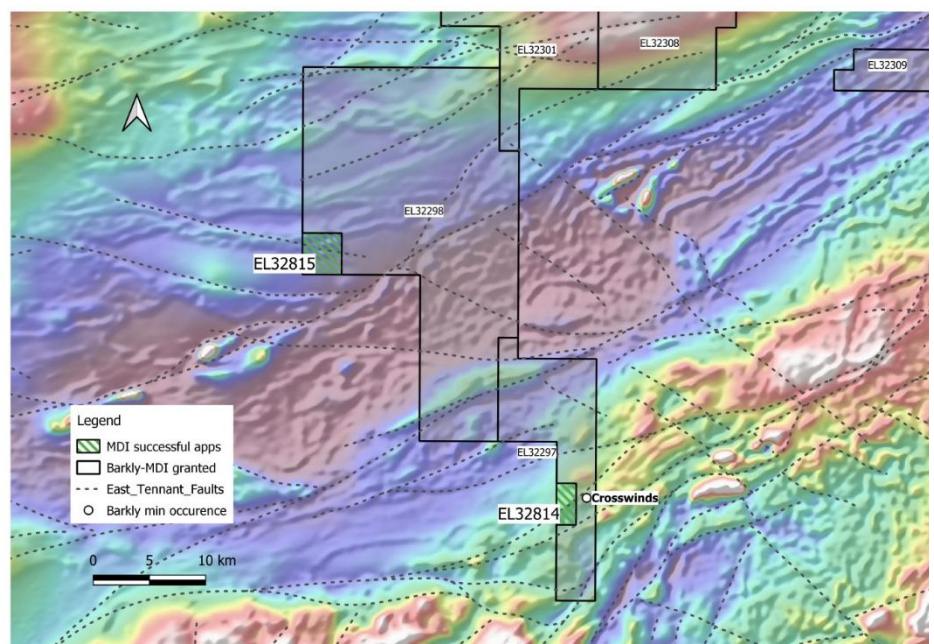 EL32301
EL32308
EL32309
EL32298
EL32815
Legend
MDI successful apps
Barkly-MDI granted
East_Tennant_Faults
Barkly min occurence
EL32297
Crosswinds
EL32814
0 5 10 km